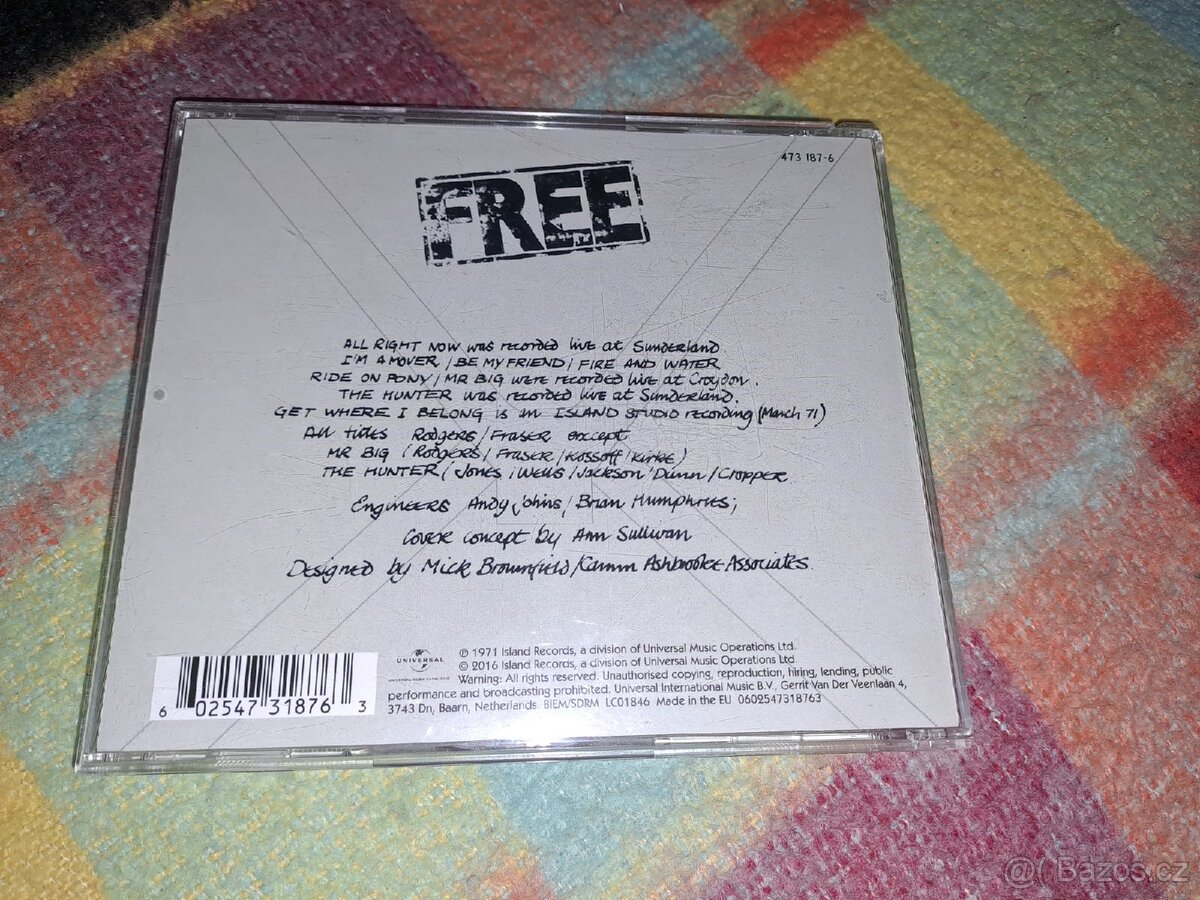 473 187-6
FREE
ALL RIGHT NOW was recorded live at Sunderland
I'M A MOVER / BE MY FRIEND / FIRE AND WATER
RIDE ON PONY / MR BIG were recorded live at Croydon.
THE HUNTER was recorded live at Sunderland.
GET WHERE I BELONG is an ISLAND STUDIO recording (March 71)
All titles Rodgers / Fraser except
MR BIG (Rodgers / Fraser / Kossoff / Kirke)
THE HUNTER (Jones / Wells / Jackson / Dunn / Cropper
Engineers Andy Johns / Brian Humphries;
Cover concept by Ann Sullivan
Designed by Mick Brownfield / Kamm Ashbrooke Associates
UNIVERSAL
℗ 1971 Island Records, a division of Universal Music Operations Ltd.
© 2016 Island Records, a division of Universal Music Operations Ltd
Warning: All rights reserved. Unauthorised copying, reproduction, hiring, lending, public
performance and broadcasting prohibited. Universal International Music B.V., Gerrit Van Der Veenlaan 4,
3743 Dn, Baarn, Netherlands. BIEM/SDRM LC01846 Made in the EU 0602547318763
6 02547 31876 3
@( Bazos.cz